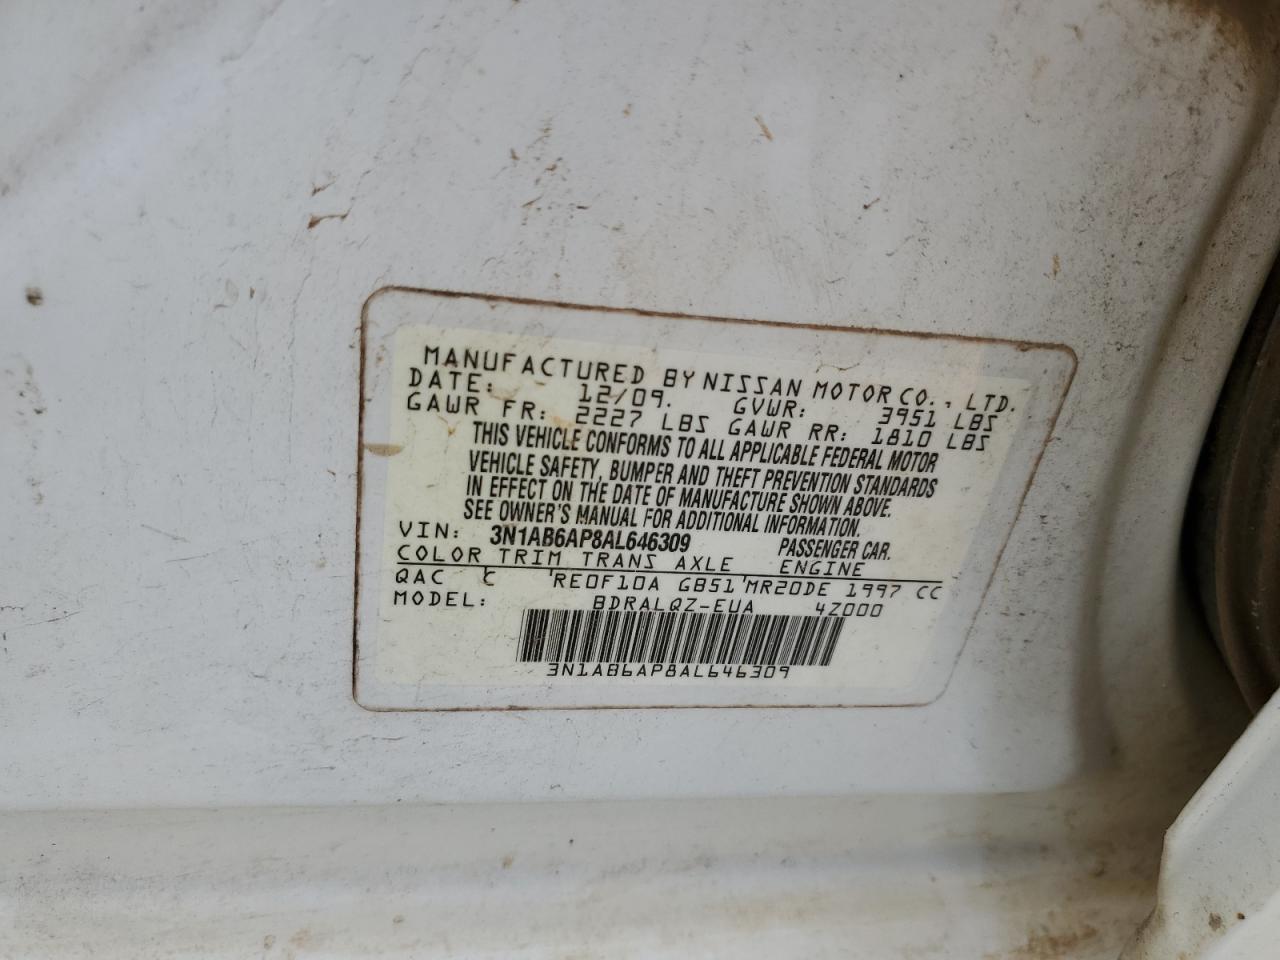 MANUFACTURED BY NISSAN MOTOR CO., LTD.
DATE: 12/09. GVWR: 3951 LBS
GAWR FR: 2227 LBS GAWR RR: 1810 LBS
THIS VEHICLE CONFORMS TO ALL APPLICABLE FEDERAL MOTOR
VEHICLE SAFETY, BUMPER AND THEFT PREVENTION STANDARDS
IN EFFECT ON THE DATE OF MANUFACTURE SHOWN ABOVE.
SEE OWNER'S MANUAL FOR ADDITIONAL INFORMATION.
VIN: 3N1AB6AP8AL646309 PASSENGER CAR.
COLOR TRIM TRANS AXLE ENGINE
QAC C RE0F10A GB51 MR20DE 1997 CC
MODEL: BDRALQZ-EUA 4Z000
3N1AB6AP8AL646309